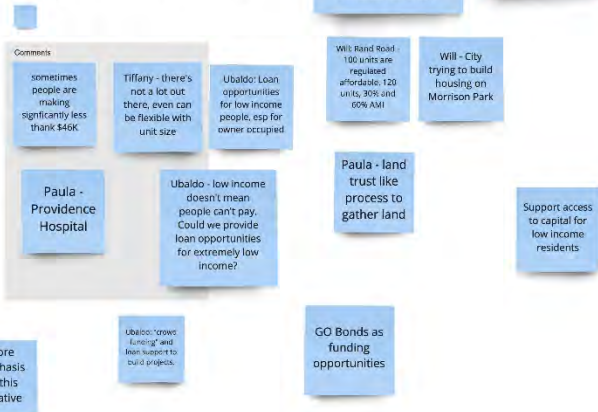 Comments
sometimes
people are
making
signficantly less
thank $46K
Tiffany - there's
not a lot out
there, even can
be flexible with
unit size
Ubaldo: Loan
opportunities
for low income
people, esp for
owner occupied
Will: Rand Road -
100 units are
regulated
affordable, 120
units, 30% and
60% AMI
Will - City
trying to build
housing on
Morrison Park
Paula -
Providence
Hospital
Ubaldo - low income
doesn't mean
people can't pay.
Could we provide
loan opportunities
for extremely low
income?
Paula - land
trust like
process to
gather land
Support access
to capital for
low income
residents
Ubaldo: "crowd
funding" and
loan support to
build projects.
GO Bonds as
funding
opportunities
ore
hasis
this
ative